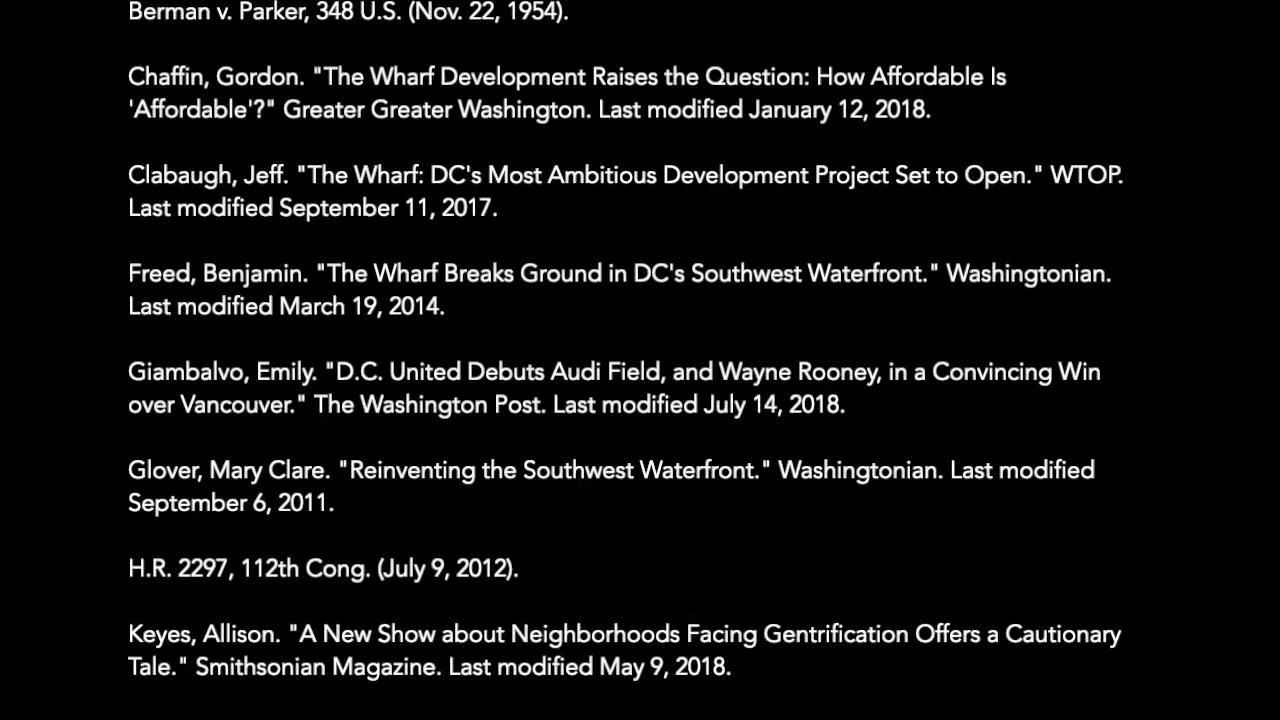 Berman v. Parker, 348 U.S. (Nov. 22, 1954).
Chaffin, Gordon. "The Wharf Development Raises the Question: How Affordable Is
'Affordable'?" Greater Greater Washington. Last modified January 12, 2018.
Clabaugh, Jeff. "The Wharf: DC's Most Ambitious Development Project Set to Open." WTOP.
Last modified September 11, 2017.
Freed, Benjamin. "The Wharf Breaks Ground in DC's Southwest Waterfront." Washingtonian.
Last modified March 19, 2014.
Giambalvo, Emily. "D.C. United Debuts Audi Field, and Wayne Rooney, in a Convincing Win
over Vancouver." The Washington Post. Last modified July 14, 2018.
Glover, Mary Clare. "Reinventing the Southwest Waterfront." Washingtonian. Last modified
September 6, 2011.
H.R. 2297, 112th Cong. (July 9, 2012).
Keyes, Allison. "A New Show about Neighborhoods Facing Gentrification Offers a Cautionary
Tale." Smithsonian Magazine. Last modified May 9, 2018.